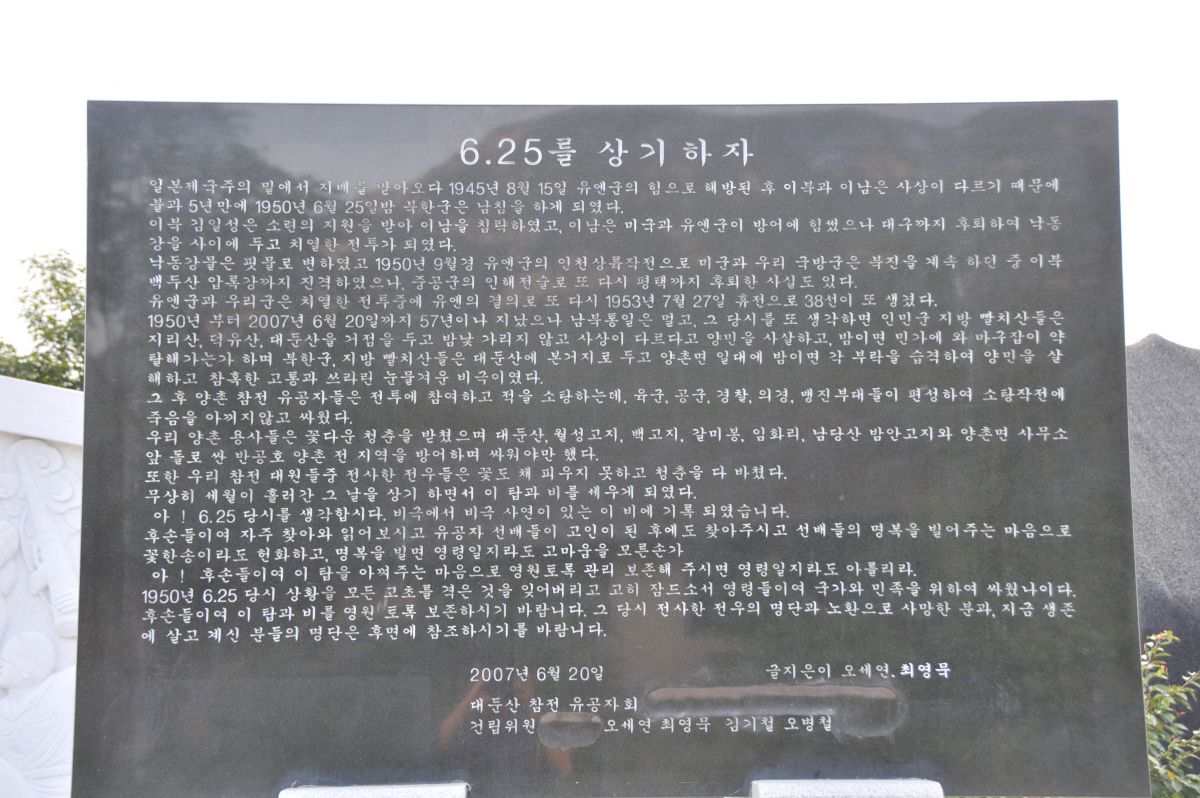 6.25를 상기하자
일본제국주의 밑에서 지배를 받아오다 1945년 8월 15일 유엔군의 힘으로 해방된 후 이북과 이남은 사상이 다르기 때문에
불과 5년만에 1950년 6월 25일밤 북한군은 남침을 하게 되였다.
이북 김일성은 소련의 지원을 받아 이남을 침략하였고, 이남은 미국과 유엔군이 방어에 힘썼으나 대구까지 후퇴하여 낙동
강을 사이에 두고 치열한 전투가 되였다.
낙동강물은 핏물로 변하였고 1950년 9월경 유엔군의 인천상륙작전으로 미군과 우리 국방군은 북진을 계속 하던 중 이북
백두산 압록강까지 진격하였으나, 중공군의 인해전술로 또 다시 평택까지 후퇴한 사실도 있다.
유엔군과 우리군은 치열한 전투중에 유엔의 결의로 또 다시 1953년 7월 27일 휴전으로 38선이 또 생겼다.
1950년 부터 2007년 6월 20일까지 57년이나 지났으나 남북통일은 멀고, 그 당시를 또 생각하면 인민군 지방 빨치산들은
지리산, 덕유산, 대둔산을 거점을 두고 밤낮 가리지 않고 사상이 다르다고 양민을 사살하고, 밤이면 민가에 와 마구잡이 약
탈해가는가 하며 북한군, 지방 빨치산들은 대둔산에 본거지로 두고 양촌면 일대에 밤이면 각 부락을 습격하여 양민을 살
해하고 참혹한 고통과 쓰라린 눈물겨운 비극이였다.
그 후 양촌 참전 유공자들은 전투에 참여하고 적을 소탕하는데, 육군, 공군, 경찰, 의경, 맹진부대들이 편성하여 소탕작전에
죽음을 아끼지않고 싸웠다.
우리 양촌 용사들은 꽃다운 청춘을 받쳤으며 대둔산, 월성고지, 백고지, 갈미봉, 임화리, 남당산 밤안고지와 양촌면 사무소
앞 돌로 싼 반공호 양촌 전 지역을 방어하며 싸워야만 했다.
또한 우리 참전 대원들중 전사한 전우들은 꽃도 채 피우지 못하고 청춘을 다 바쳤다.
무상히 세월이 흘러간 그 날을 상기 하면서 이 탑과 비를 세우게 되였다.
아 ! 6.25 당시를 생각합시다. 비극에서 비극 사연이 있는 이 비에 기록 되였습니다.
후손들이여 자주 찾아와 읽어보시고 유공자 선배들이 고인이 된 후에도 찾아주시고 선배들의 명복을 빌어주는 마음으로
꽃한송이라도 헌화하고, 명복을 빌면 영령일지라도 고마움을 모른손가
아 ! 후손들이여 이 탑을 아껴주는 마음으로 영원토록 관리 보존해 주시면 영령일지라도 아롤리라.
1950년 6.25 당시 상황을 모든 고초를 격은 것을 잊어버리고 고히 잠드소서 영령들이여 국가와 민족을 위하여 싸웠나이다.
후손들이여 이 탑과 비를 영원 토록 보존하시기 바랍니다. 그 당시 전사한 전우의 명단과 노환으로 사망한 분과, 지금 생존
에 살고 계신 분들의 명단은 후면에 참조하시기를 바람니다.
2007년 6월 20일 글지은이 오세연, 최영묵
대둔산 참전 유공자회
건립위원 오세연 최영묵 김기철 오병철